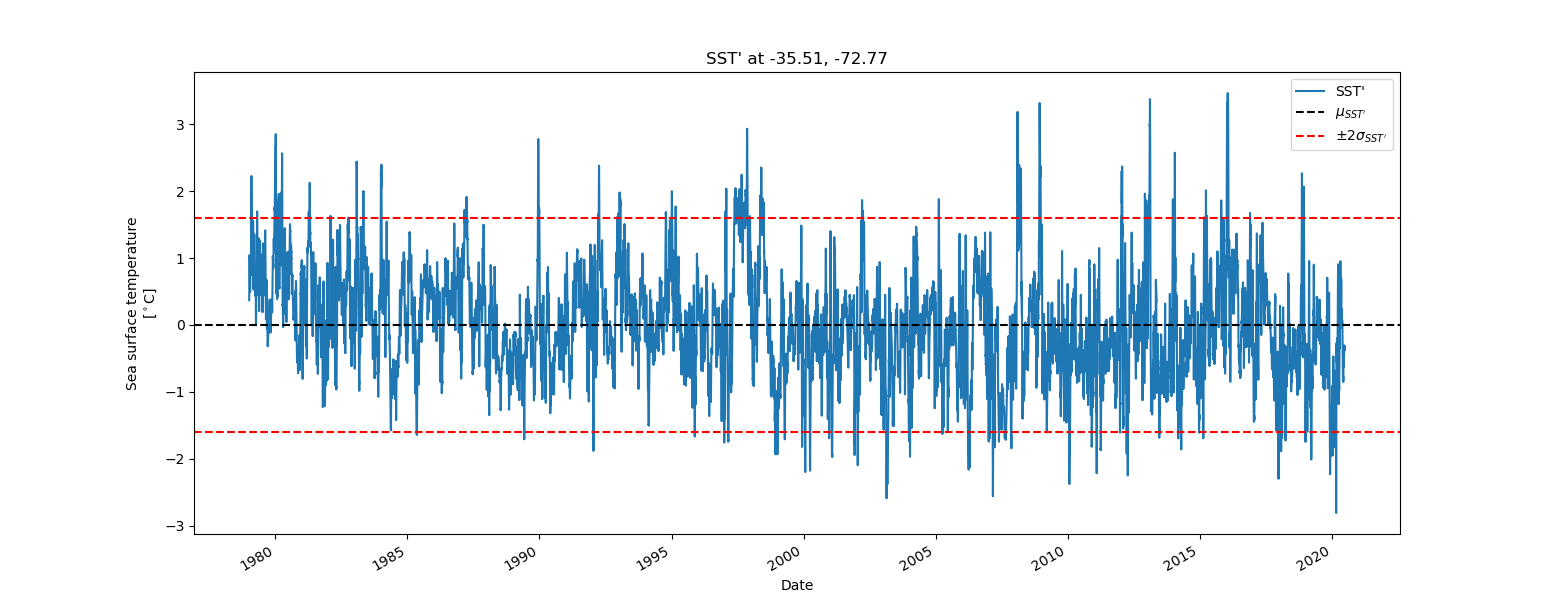 SST' at -35.51, -72.77
SST'
μSST'
±2σSST'
Sea surface temperature
[°C]
3
2
1
0
−1
−2
−3
1980
1985
1990
1995
2000
2005
2010
2015
2020
Date